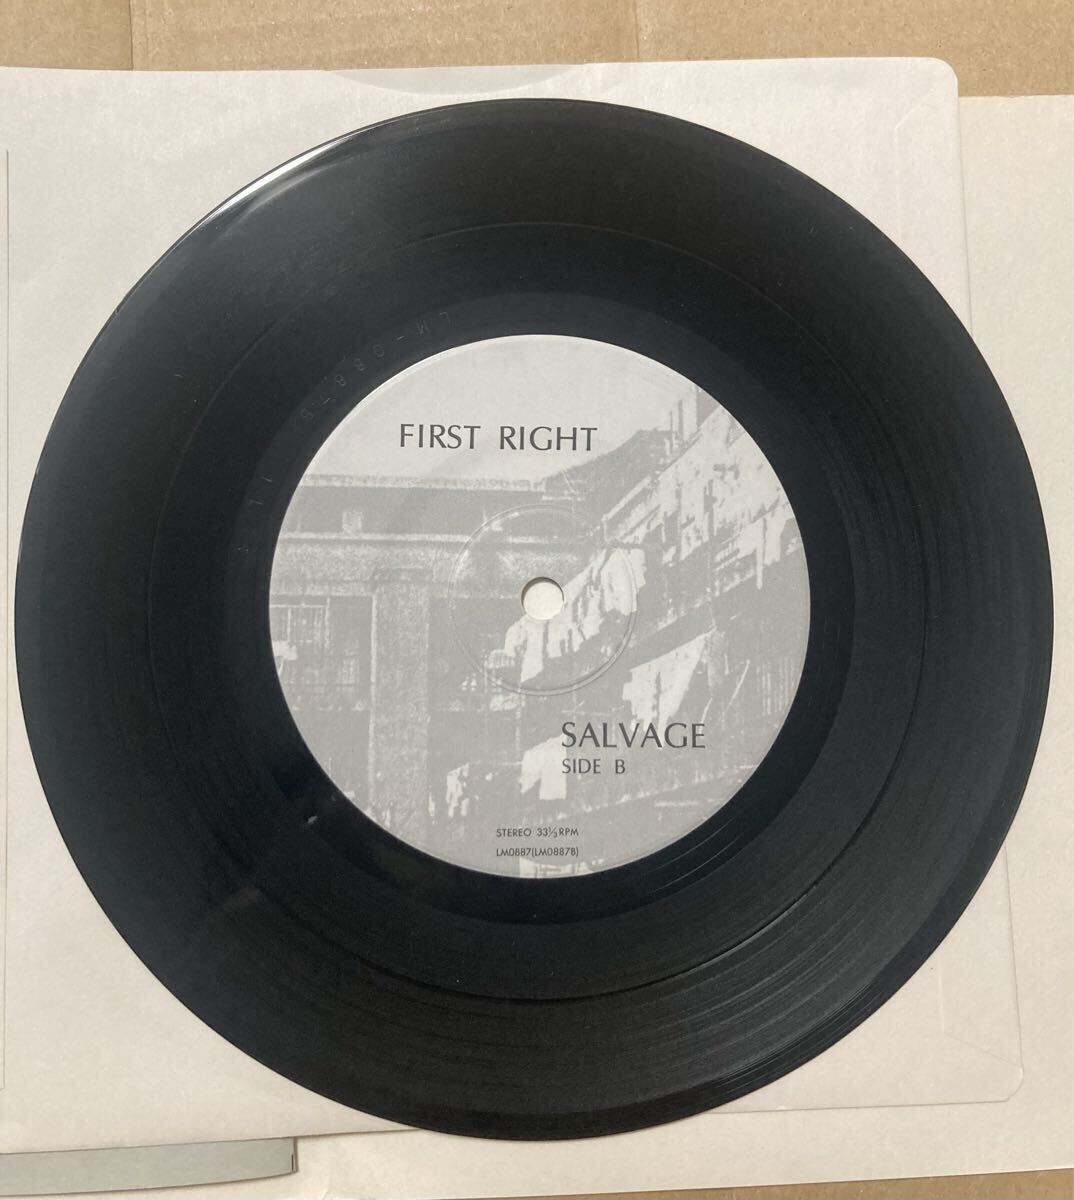 FIRST RIGHT
SALVAGE
SIDE B
STEREO 33⅓RPM
LM0887(LM0887B)